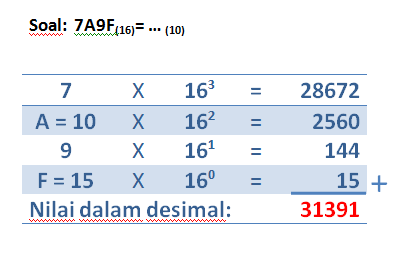 Soal: 7A9F(16)= ... (10)
7 X 16³ = 28672
A = 10 X 16² = 2560
9 X 16¹ = 144
F = 15 X 16⁰ = 15 +
Nilai dalam desimal: 31391